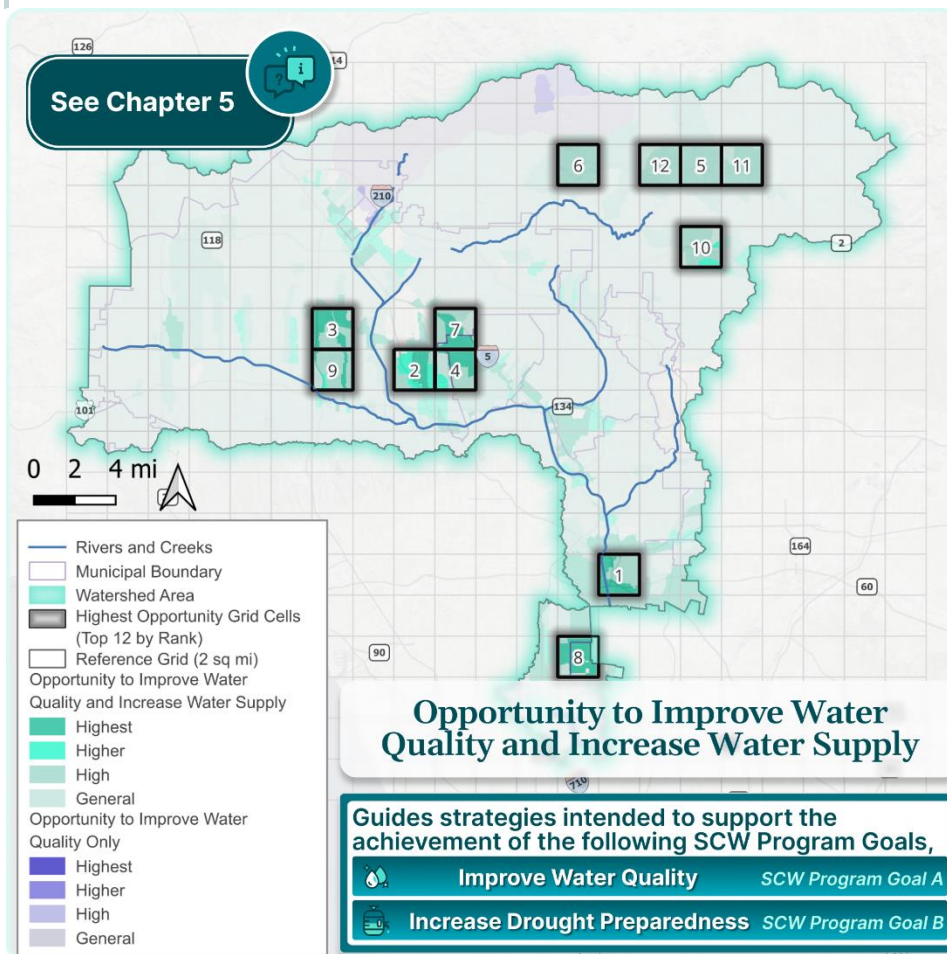 126
14
See Chapter 5
210
118
2
6
12
5
11
10
3
7
9
2
4
5
101
134
0 2 4 mi
164
60
90
1
8
710
Rivers and Creeks
Municipal Boundary
Watershed Area
Highest Opportunity Grid Cells
(Top 12 by Rank)
Reference Grid (2 sq mi)
Opportunity to Improve Water
Quality and Increase Water Supply
Highest
Higher
High
General
Opportunity to Improve Water
Quality Only
Highest
Higher
High
General
Opportunity to Improve Water
Quality and Increase Water Supply
Guides strategies intended to support the
achievement of the following SCW Program Goals,
Improve Water Quality SCW Program Goal A
Increase Drought Preparedness SCW Program Goal B